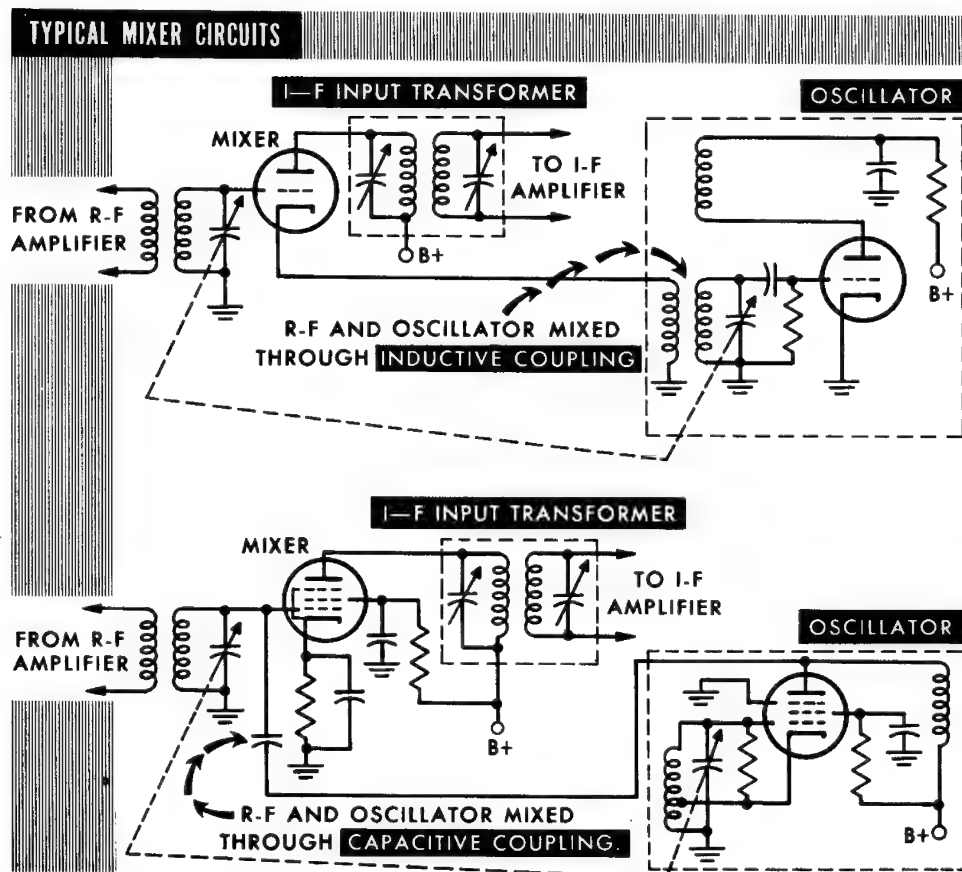 TYPICAL MIXER CIRCUITS
I—F INPUT TRANSFORMER
OSCILLATOR
MIXER
FROM R-F
AMPLIFIER
TO I-F
AMPLIFIER
B+
B+
R-F AND OSCILLATOR MIXED
THROUGH INDUCTIVE COUPLING
I—F INPUT TRANSFORMER
MIXER
TO I-F
AMPLIFIER
FROM R-F
AMPLIFIER
OSCILLATOR
B+
B+
R-F AND OSCILLATOR MIXED
THROUGH CAPACITIVE COUPLING.